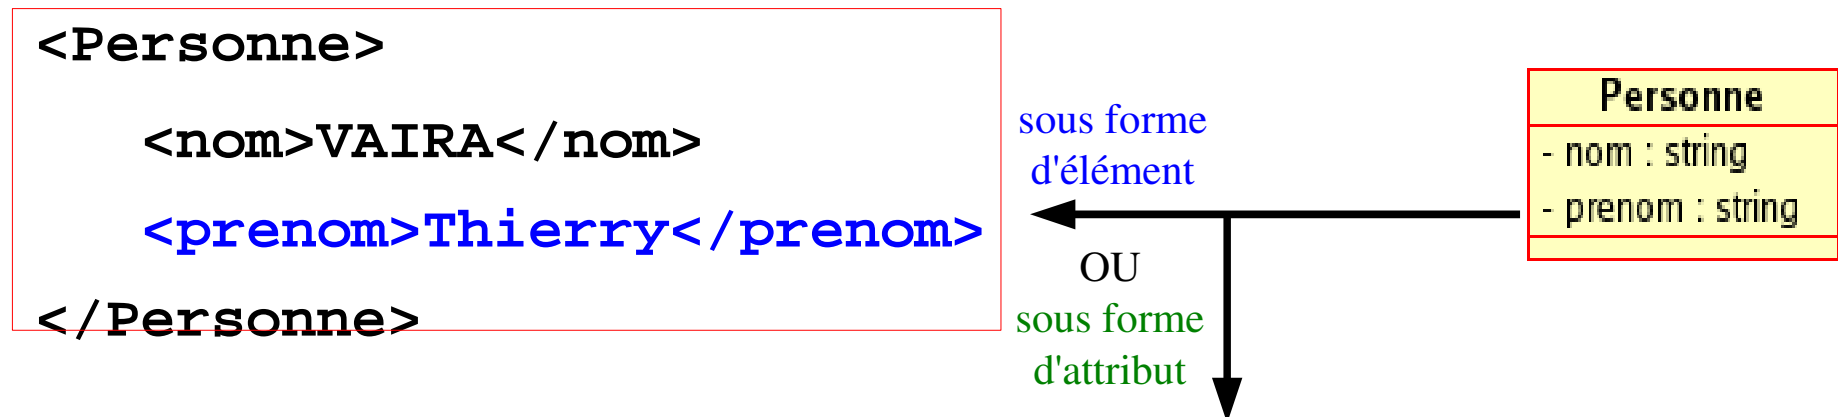 <Personne>
<nom>VAIRA</nom>
<prenom>Thierry</prenom>
</Personne>
sous forme
d'élément
OU
sous forme
d'attribut
Personne
- nom : string
- prenom : string